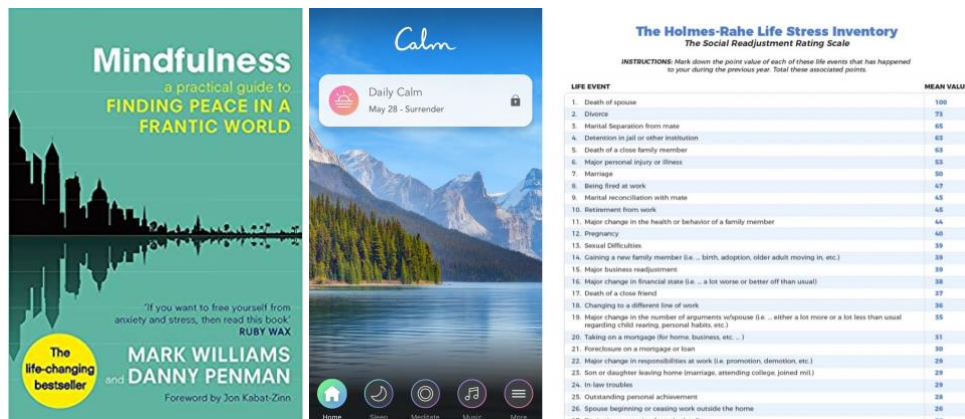 Mindfulness
a practical guide to
FINDING PEACE IN A
FRANTIC WORLD
'If you want to free yourself from
anxiety and stress, then read this book'
RUBY WAX
The
life-changing
bestseller
MARK WILLIAMS
and DANNY PENMAN
Foreword by Jon Kabat-Zinn
Calm
Daily Calm
May 28 - Surrender
Home
Sleep
Meditate
Music
More
The Holmes-Rahe Life Stress Inventory
The Social Readjustment Rating Scale
INSTRUCTIONS: Mark down the point value of each of these life events that has happened
to your during the previous year. Total these associated points.
LIFE EVENT MEAN VALU
1. Death of spouse 100
2. Divorce 73
3. Marital Separation from mate 65
4. Detention in jail or other institution 63
5. Death of a close family member 63
6. Major personal injury or illness 53
7. Marriage 50
8. Being fired at work 47
9. Marital reconciliation with mate 45
10. Retirement from work 45
11. Major change in the health or behavior of a family member 44
12. Pregnancy 40
13. Sexual Difficulties 39
14. Gaining a new family member (i.e. .. birth, adoption, older adult moving in, etc.) 39
15. Major business readjustment 39
16. Major change in financial state (i.e. .. a lot worse or better off than usual) 38
17. Death of a close friend 37
18. Changing to a different line of work 36
19. Major change in the number of arguments w/spouse (i.e. .. either a lot more or a lot less than usual 35
regarding child rearing, personal habits, etc.)
20. Taking on a mortgage (for home, business, etc. .. ) 31
21. Foreclosure on a mortgage or loan 30
22. Major change in responsibilities at work (i.e. promotion, demotion, etc.) 29
23. Son or daughter leaving home (marriage, attending college, joined mil.) 29
24. In-law troubles 29
25. Outstanding personal achievement 28
26. Spouse beginning or ceasing work outside the home 26